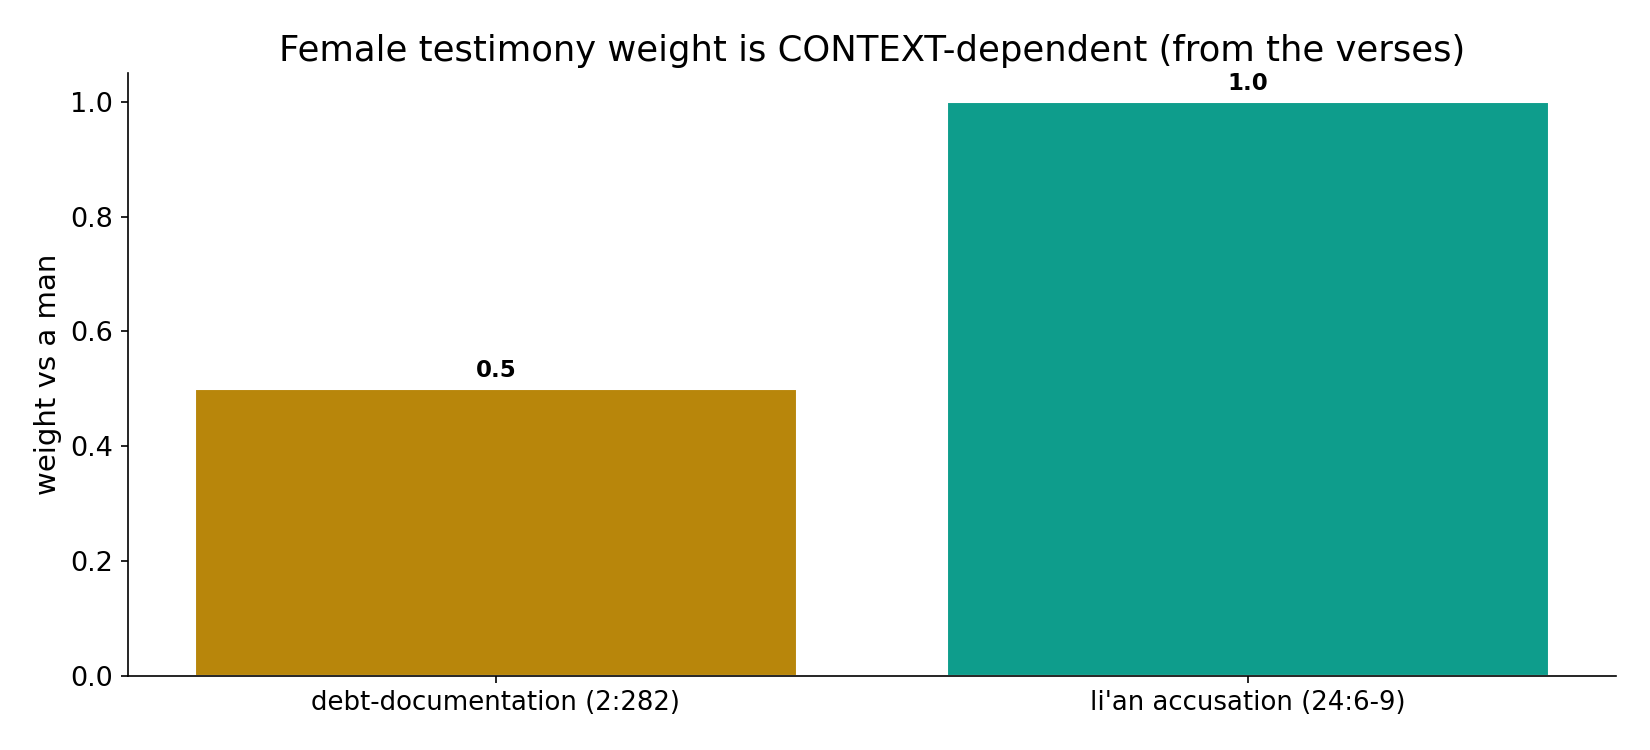 Female testimony weight is CONTEXT-dependent (from the verses)
weight vs a man
1.0
0.8
0.6
0.4
0.2
0.0
0.5
1.0
debt-documentation (2:282)
li'an accusation (24:6-9)